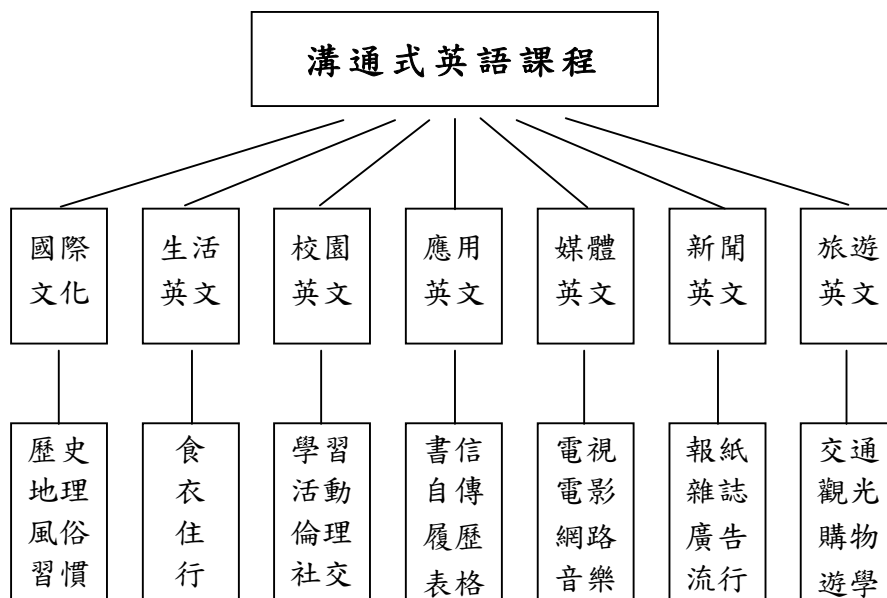 溝通式英語課程
國際
文化
生活
英文
校園
英文
應用
英文
媒體
英文
新聞
英文
旅遊
英文
歷史
地理
風俗
習慣
食
衣
住
行
學習
活動
倫理
社交
書信
自傳
履歷
表格
電視
電影
網路
音樂
報紙
雜誌
廣告
流行
交通
觀光
購物
遊學